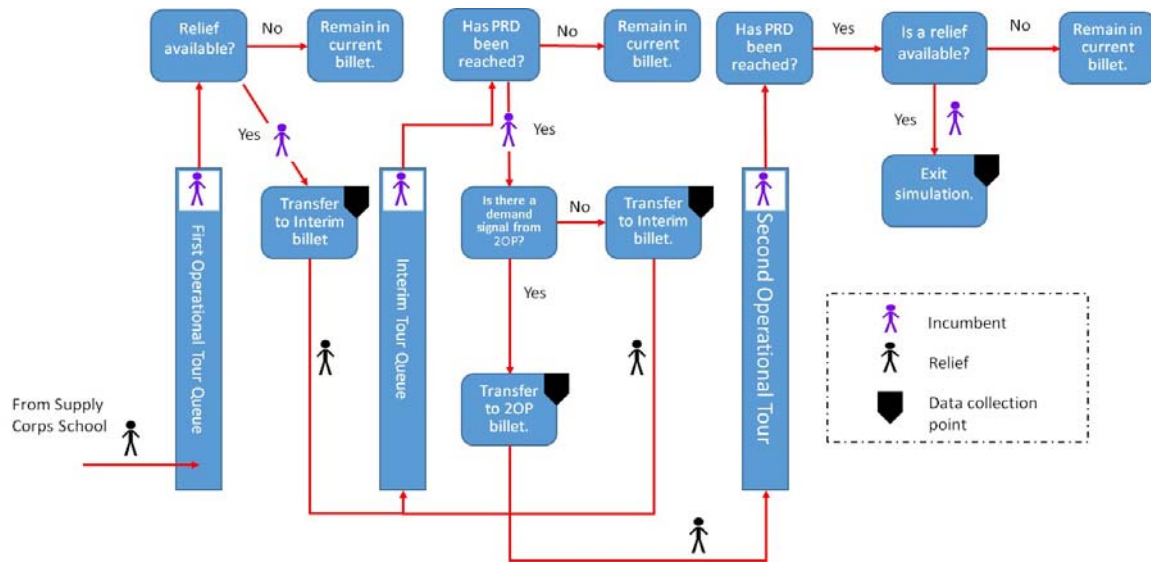 Relief
available?
No
Remain in
current
billet.
Yes
Has PRD
been
reached?
No
Remain in
current
billet.
Yes
Has PRD
been
reached?
Yes
Is a relief
available?
No
Remain in
current
billet.
Yes
Exit
simulation.
Transfer
to Interim
billet
Is there a
demand
signal from
2OP?
No
Transfer
to Interim
billet.
Yes
Transfer
to 2OP
billet.
First Operational Tour Queue
Interim Tour Queue
Second Operational Tour
From Supply
Corps School
Incumbent
Relief
Data collection
point